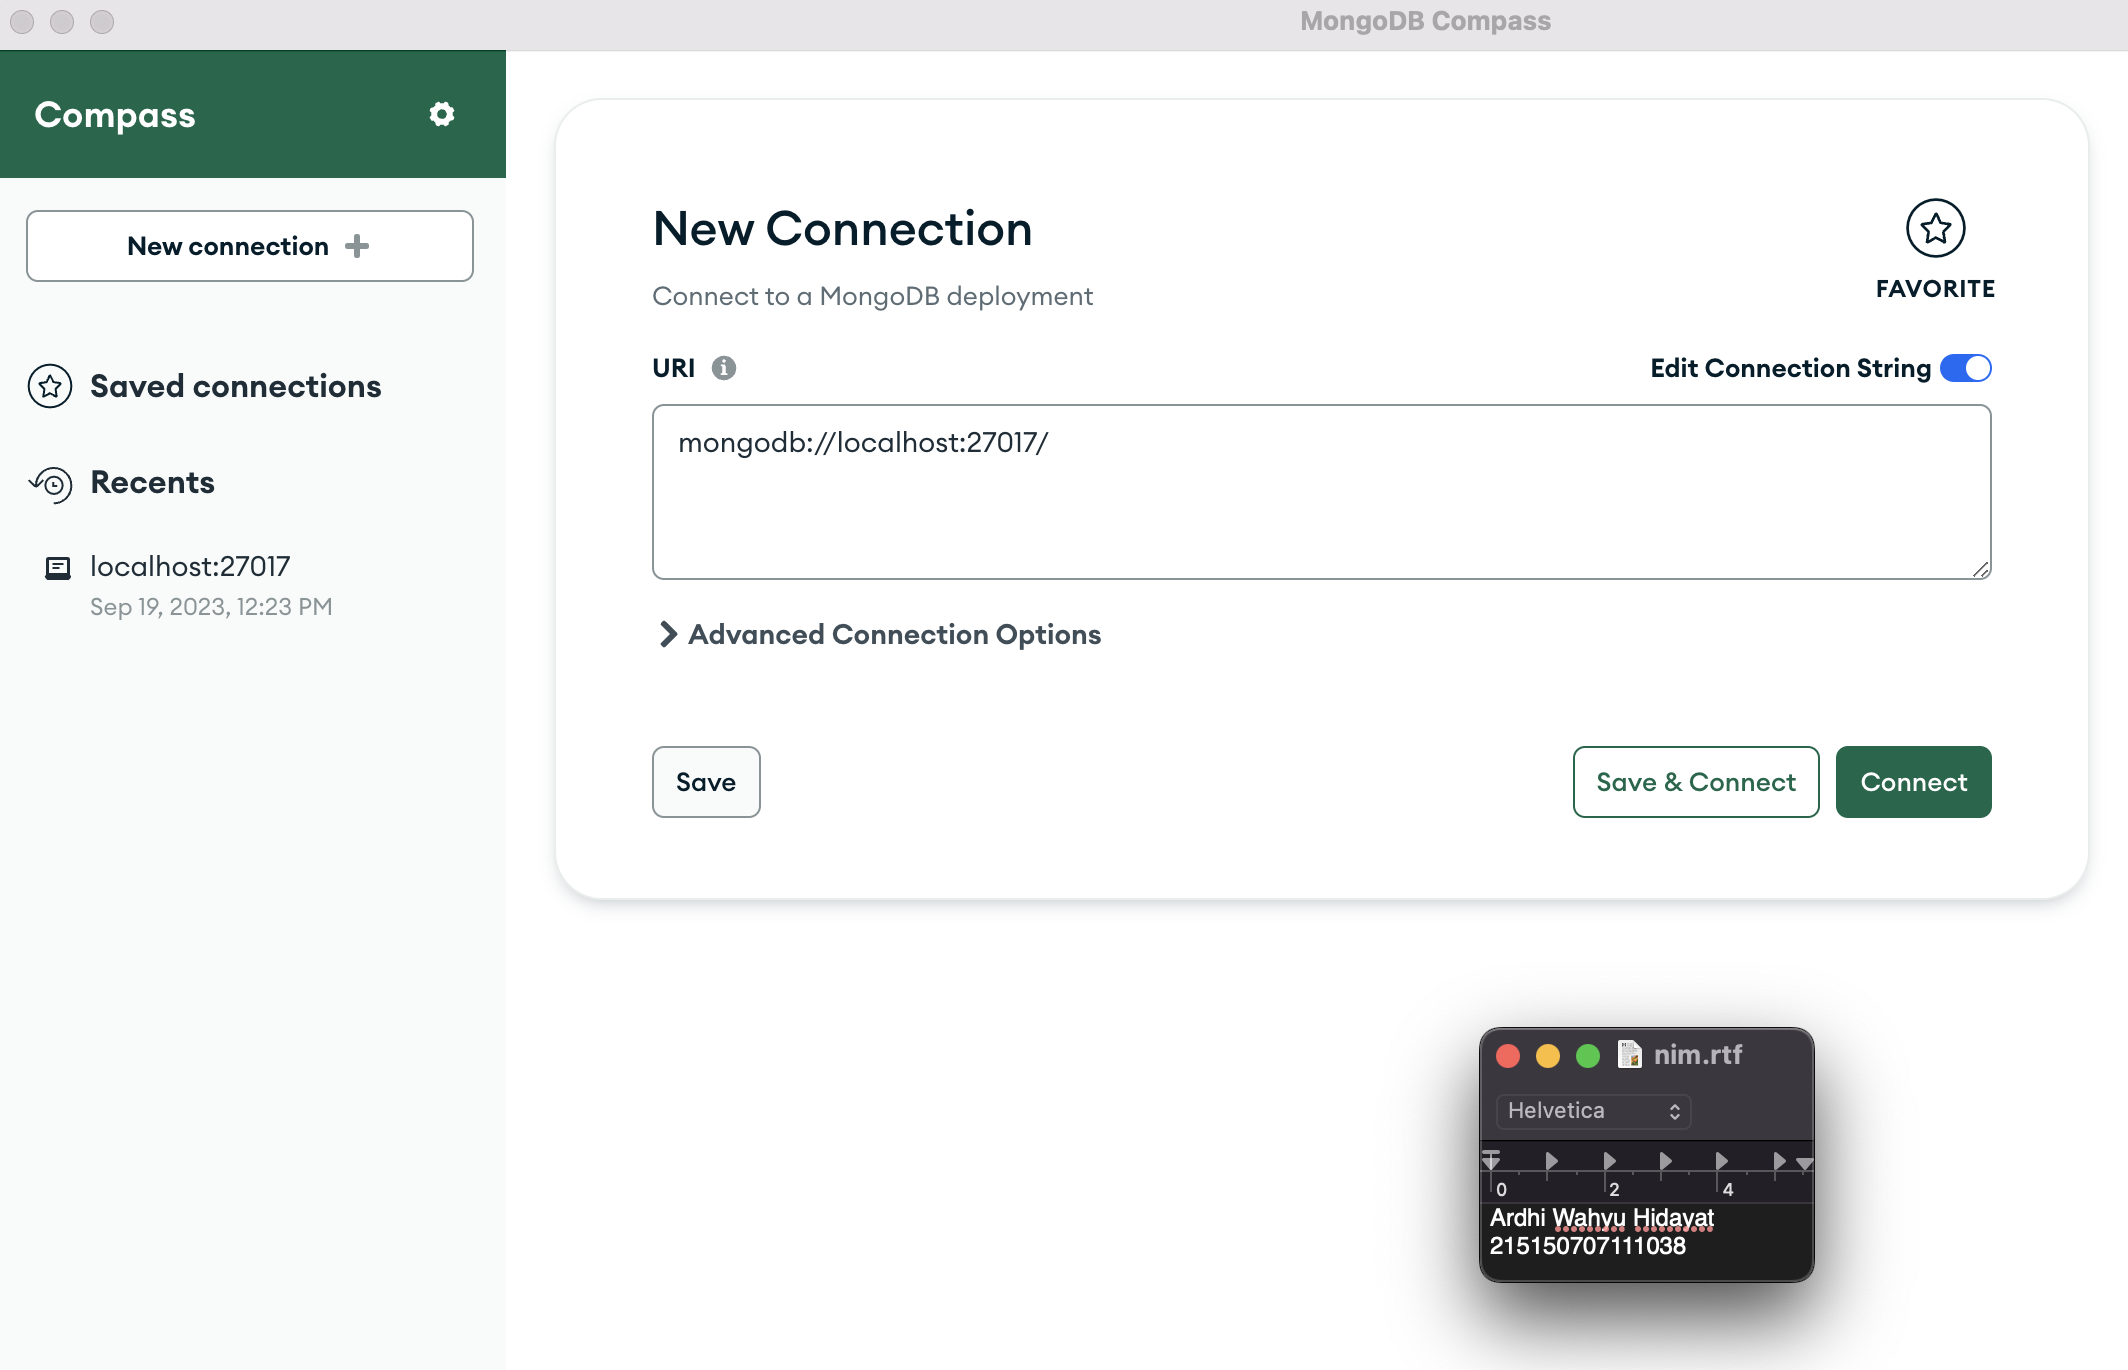 MongoDB Compass
Compass
New connection
Saved connections
Recents
localhost:27017
Sep 19, 2023, 12:23 PM
New Connection
Connect to a MongoDB deployment
FAVORITE
URI
Edit Connection String
mongodb://localhost:27017/
Advanced Connection Options
Save
Save & Connect
Connect
nim.rtf
Helvetica
0 2 4
Ardhi Wahyu Hidayat
215150707111038